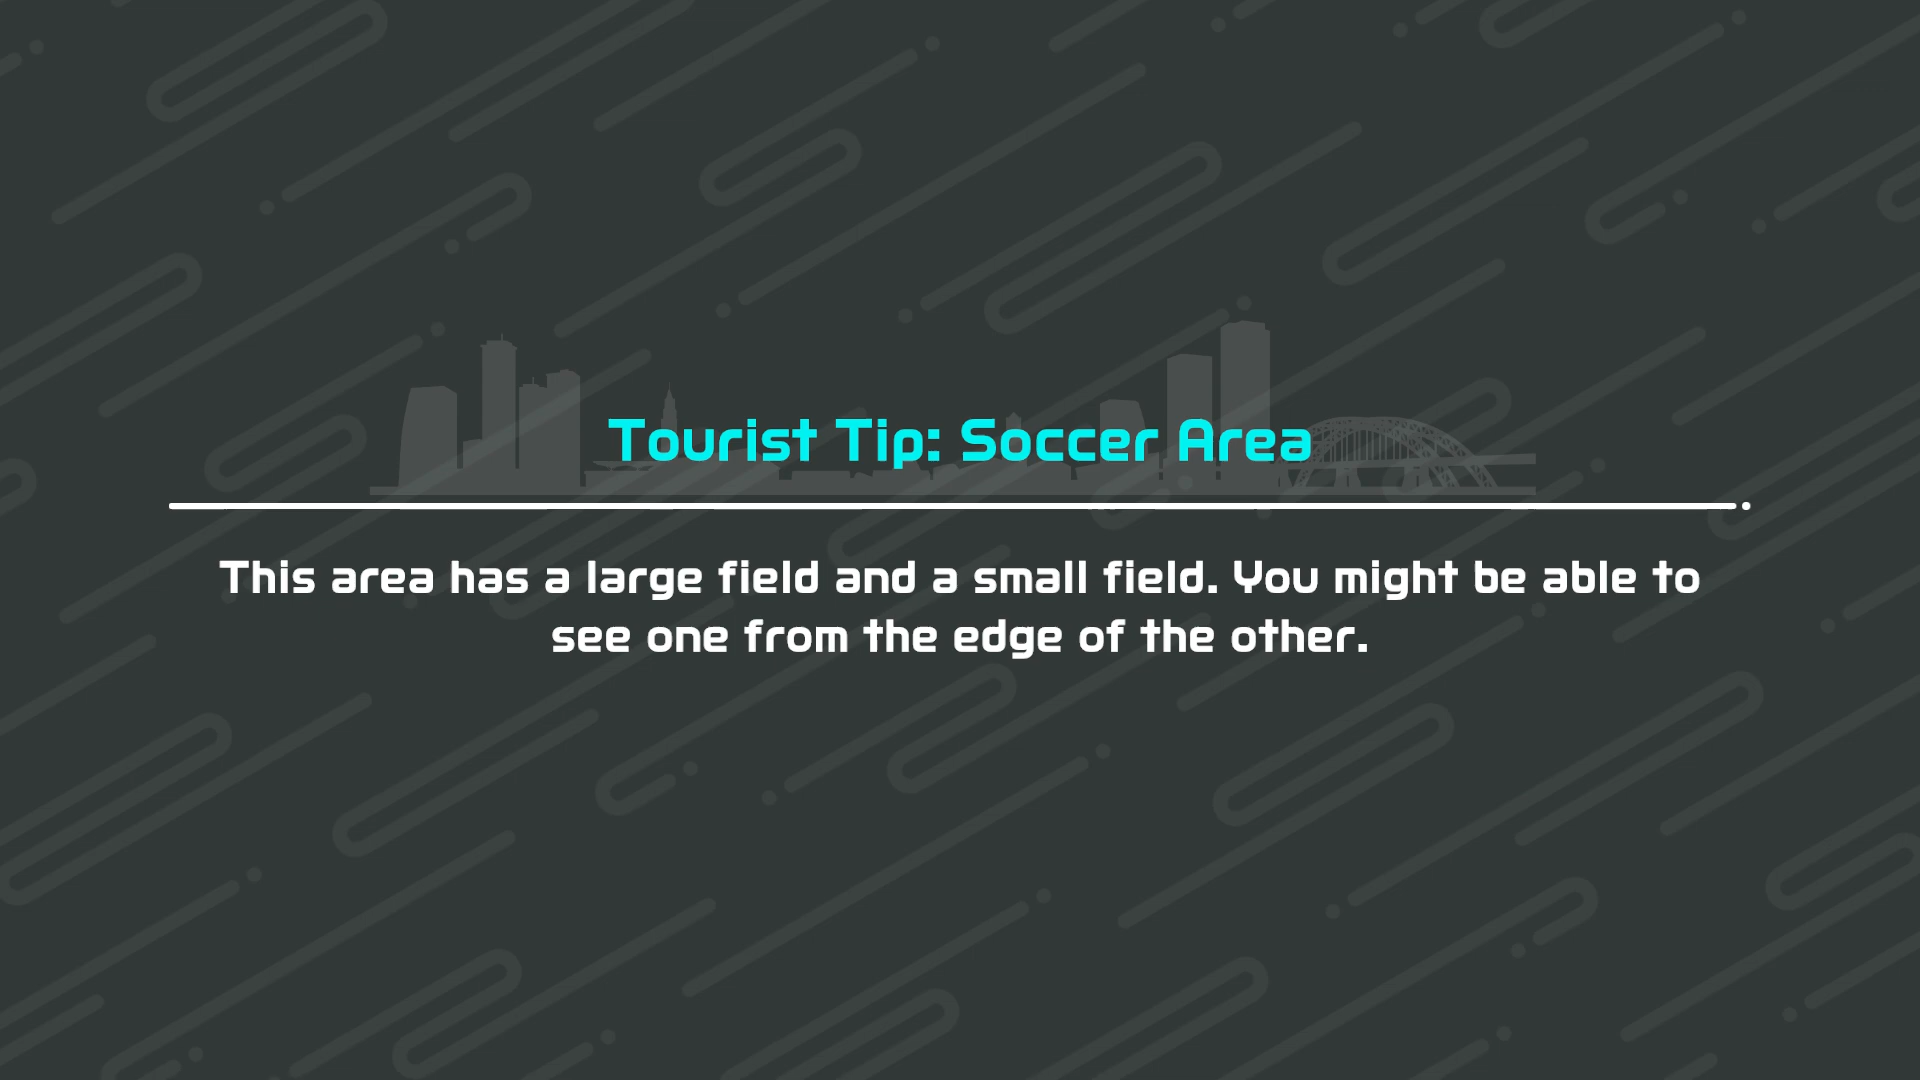 Tourist Tip: Soccer Area
This area has a large field and a small field. You might be able to
see one from the edge of the other.